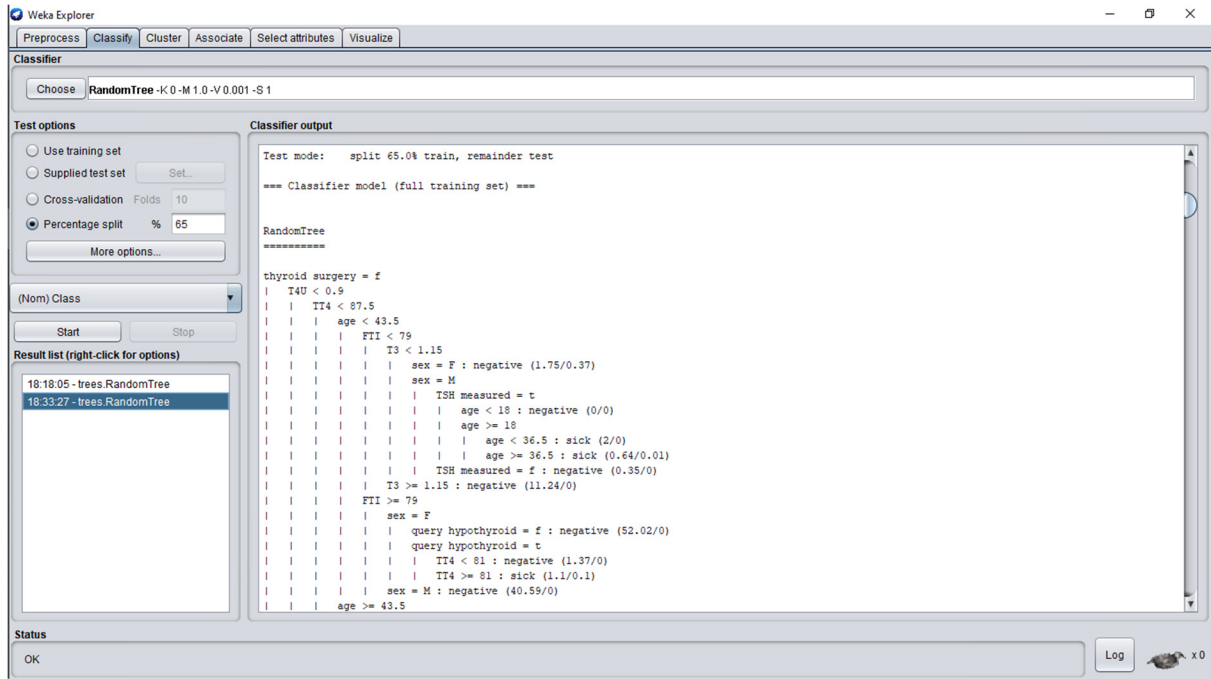 Weka Explorer
Preprocess Classify Cluster Associate Select attributes Visualize
Classifier
Choose RandomTree -K 0 -M 1.0 -V 0.001 -S 1
Test options
Use training set
Supplied test set Set...
Cross-validation Folds 10
Percentage split % 65
More options...
(Nom) Class
Start Stop
Result list (right-click for options)
18:18:05 - trees.RandomTree
18:33:27 - trees.RandomTree
Classifier output
Test mode:    split 65.0% train, remainder test
=== Classifier model (full training set) ===
RandomTree
==========
thyroid surgery = f
|   T4U < 0.9
|   |   TT4 < 87.5
|   |   |   age < 43.5
|   |   |   |   FTI < 79
|   |   |   |   |   T3 < 1.15
|   |   |   |   |   |   sex = F : negative (1.75/0.37)
|   |   |   |   |   |   sex = M
|   |   |   |   |   |   |   TSH measured = t
|   |   |   |   |   |   |   |   age < 18 : negative (0/0)
|   |   |   |   |   |   |   |   age >= 18
|   |   |   |   |   |   |   |   |   age < 36.5 : sick (2/0)
|   |   |   |   |   |   |   |   |   age >= 36.5 : sick (0.64/0.01)
|   |   |   |   |   |   |   TSH measured = f : negative (0.35/0)
|   |   |   |   |   T3 >= 1.15 : negative (11.24/0)
|   |   |   |   FTI >= 79
|   |   |   |   |   sex = F
|   |   |   |   |   |   query hypothyroid = f : negative (52.02/0)
|   |   |   |   |   |   query hypothyroid = t
|   |   |   |   |   |   |   TT4 < 81 : negative (1.37/0)
|   |   |   |   |   |   |   TT4 >= 81 : sick (1.1/0.1)
|   |   |   |   |   sex = M : negative (40.59/0)
|   |   |   age >= 43.5
Status
OK
Log x 0